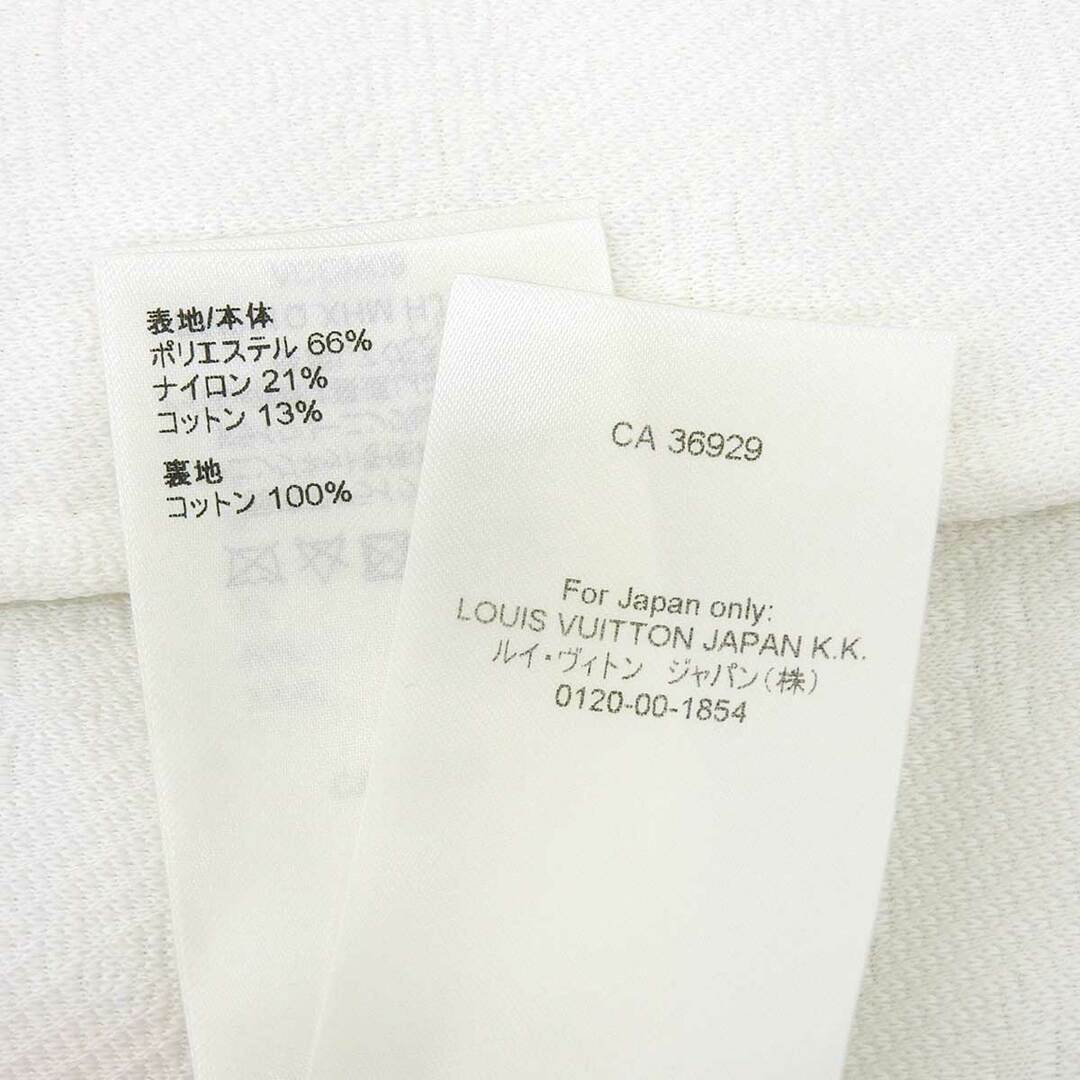 表地/本体
ポリエステル 66%
ナイロン 21%
コットン 13%
裏地
コットン 100%
CA 36929
For Japan only:
LOUIS VUITTON JAPAN K.K.
ルイ・ヴィトン ジャパン(株)
0120-00-1854